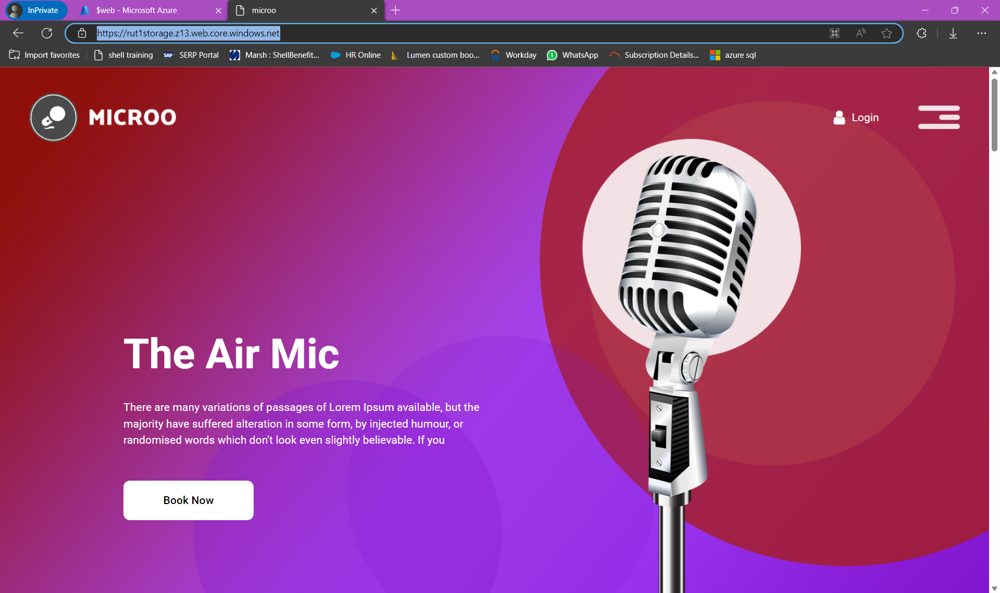 InPrivate
$web - Microsoft Azure
microo
https://rut1storage.z13.web.core.windows.net
Import favorites
shell training
SAP
SERP Portal
Marsh : ShellBenefit...
HR Online
Lumen custom boo...
Workday
1
WhatsApp
Subscription Details...
azure sql
MICROO
Login
The Air Mic
There are many variations of passages of Lorem Ipsum available, but the
majority have suffered alteration in some form, by injected humour, or
randomised words which don't look even slightly believable. If you
Book Now